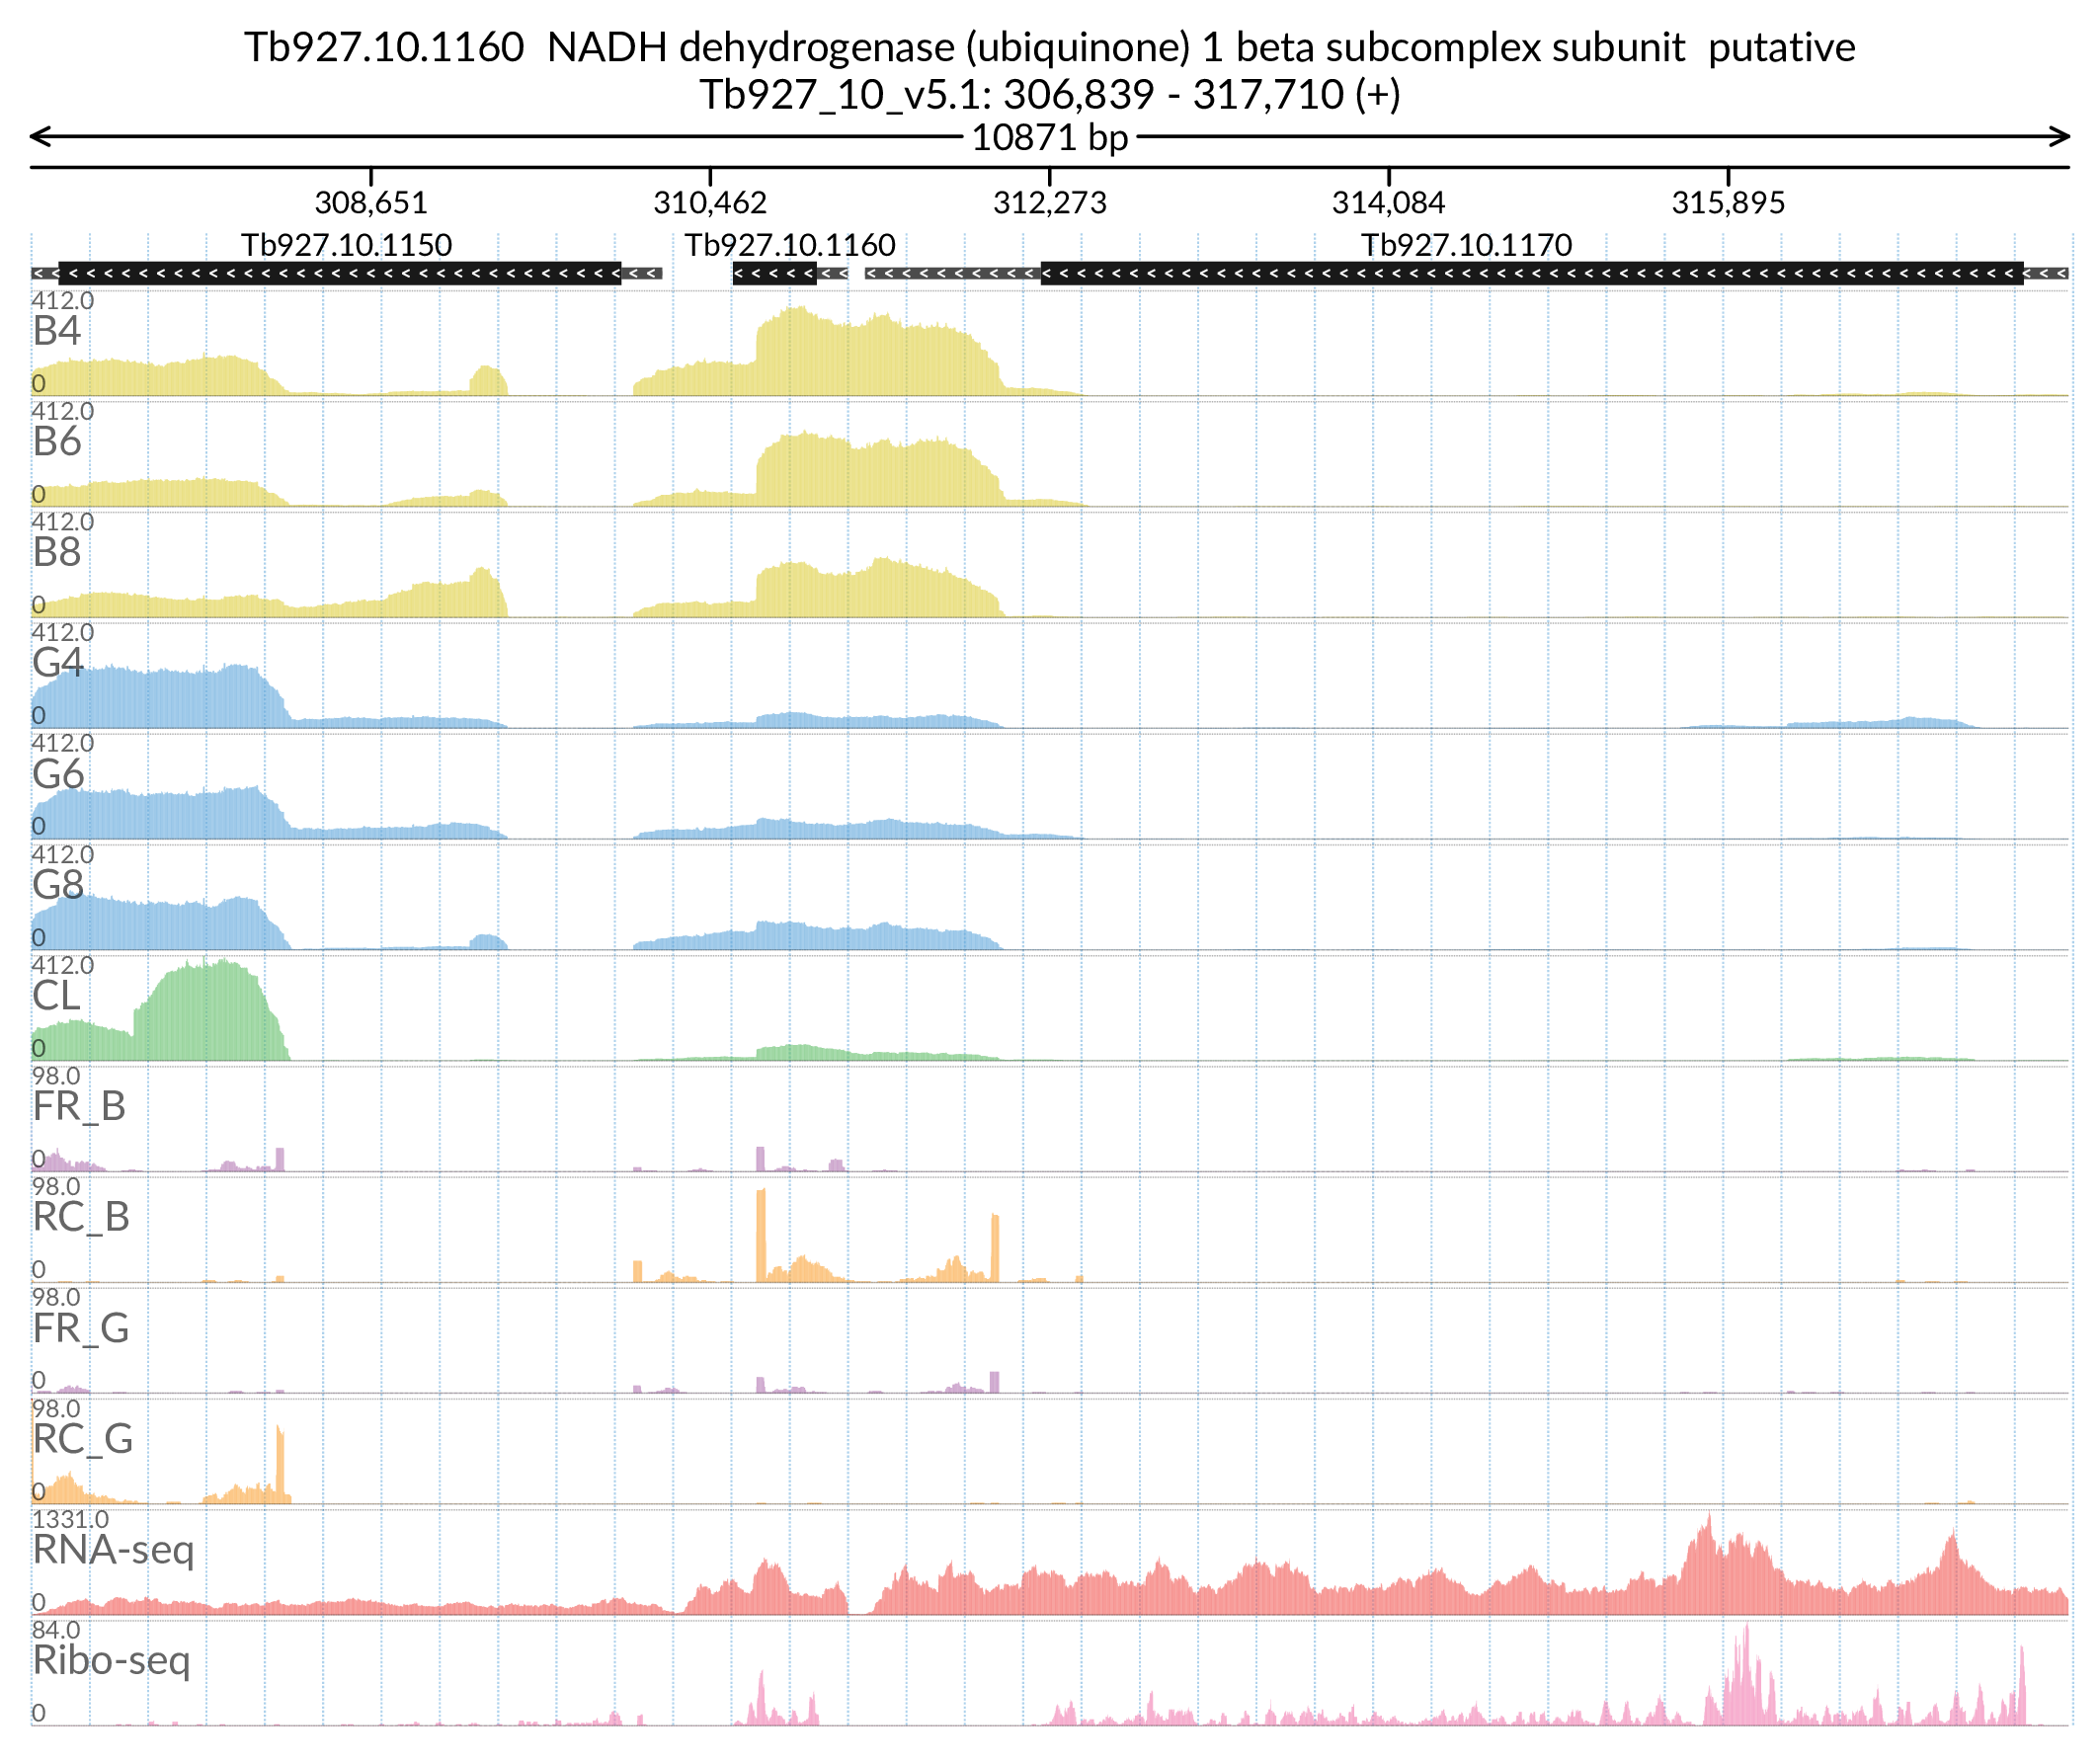 Tb927.10.1160 NADH dehydrogenase (ubiquinone) 1 beta subcomplex subunit putative
Tb927_10_v5.1: 306,839 - 317,710 (+)
10871 bp
308,651 310,462 312,273 314,084 315,895
Tb927.10.1150 Tb927.10.1160 Tb927.10.1170
412.0
B4
0
412.0
B6
0
412.0
B8
0
412.0
G4
0
412.0
G6
0
412.0
G8
0
412.0
CL
0
98.0
FR_B
0
98.0
RC_B
0
98.0
FR_G
0
98.0
RC_G
0
1331.0
RNA-seq
0
84.0
Ribo-seq
0